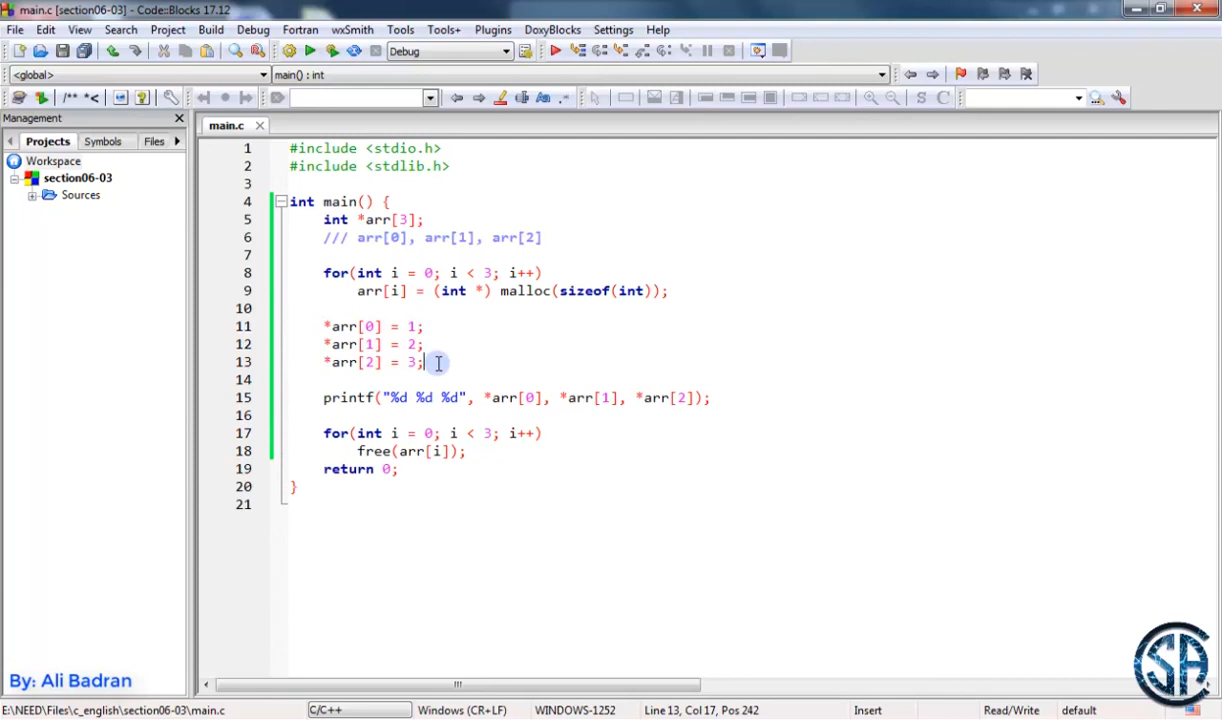 main.c [section06-03] - Code::Blocks 17.12
File Edit View Search Project Build Debug Fortran wxSmith Tools Tools+ Plugins DoxyBlocks Settings Help
Debug
<global> main() : int
/** *<
S C
Management
main.c
Projects Symbols Files
Workspace
section06-03
Sources
1 #include <stdio.h>
2 #include <stdlib.h>
3
4 int main() {
5 int *arr[3];
6 /// arr[0], arr[1], arr[2]
7
8 for(int i = 0; i < 3; i++)
9 arr[i] = (int *) malloc(sizeof(int));
10
11 *arr[0] = 1;
12 *arr[1] = 2;
13 *arr[2] = 3;
14
15 printf("%d %d %d", *arr[0], *arr[1], *arr[2]);
16
17 for(int i = 0; i < 3; i++)
18 free(arr[i]);
19 return 0;
20 }
21
By: Ali Badran
E:\NEED\Files\c_english\section06-03\main.c C/C++ Windows (CR+LF) WINDOWS-1252 Line 13, Col 17, Pos 242 Insert Read/Write default